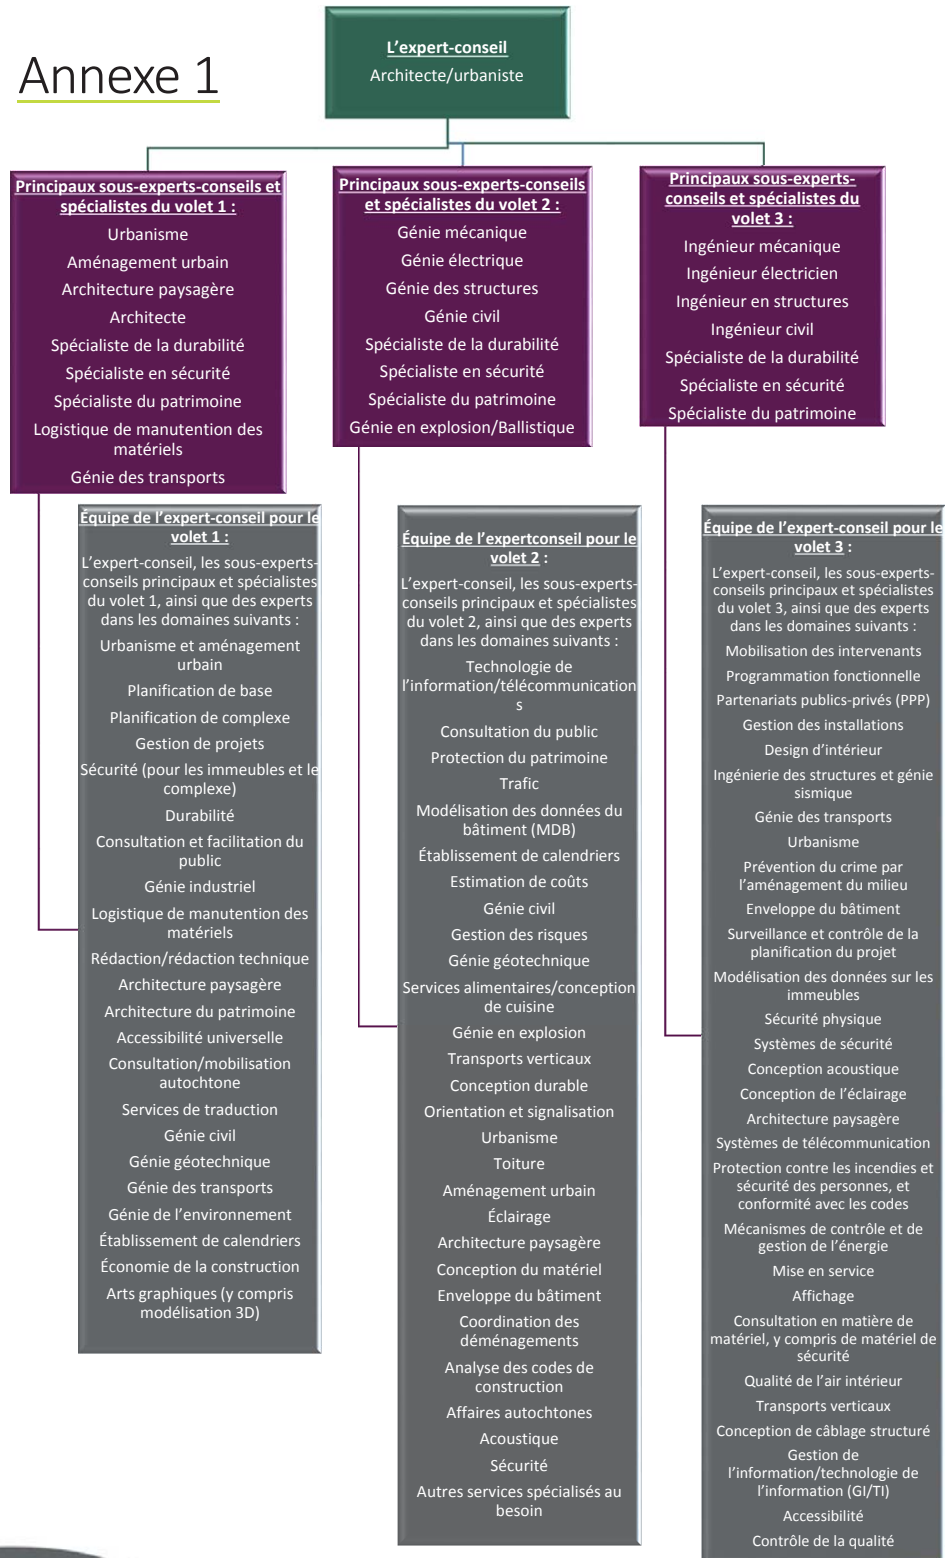 Annexe 1
L'expert-conseil
Architecte/urbaniste
Principaux sous-experts-conseils et
spécialistes du volet 1 :
Urbanisme
Aménagement urbain
Architecture paysagère
Architecte
Spécialiste de la durabilité
Spécialiste en sécurité
Spécialiste du patrimoine
Logistique de manutention des
matériels
Génie des transports
Principaux sous-experts-conseils
et spécialistes du volet 2 :
Génie mécanique
Génie électrique
Génie des structures
Génie civil
Spécialiste de la durabilité
Spécialiste en sécurité
Spécialiste du patrimoine
Génie en explosion/Ballistique
Principaux sous-experts-
conseils et spécialistes du
volet 3 :
Ingénieur mécanique
Ingénieur électricien
Ingénieur en structures
Ingénieur civil
Spécialiste de la durabilité
Spécialiste en sécurité
Spécialiste du patrimoine
Équipe de l'expert-conseil pour le
volet 1 :
L'expert-conseil, les sous-experts-
conseils principaux et spécialistes
du volet 1, ainsi que des experts
dans les domaines suivants :
Urbanisme et aménagement
urbain
Planification de base
Planification de complexe
Gestion de projets
Sécurité (pour les immeubles et le
complexe)
Durabilité
Consultation et facilitation du
public
Génie industriel
Logistique de manutention des
matériels
Rédaction/rédaction technique
Architecture paysagère
Architecture du patrimoine
Accessibilité universelle
Consultation/mobilisation
autochtone
Services de traduction
Génie civil
Génie géotechnique
Génie des transports
Génie de l'environnement
Établissement de calendriers
Économie de la construction
Arts graphiques (y compris
modélisation 3D)
Équipe de l'expertconseil pour le
volet 2 :
L'expert-conseil, les sous-experts-
conseils principaux et spécialistes
du volet 2, ainsi que des experts
dans les domaines suivants :
Technologie de
l'information/télécommunication
s
Consultation du public
Protection du patrimoine
Trafic
Modélisation des données du
bâtiment (MDB)
Établissement de calendriers
Estimation de coûts
Génie civil
Gestion des risques
Génie géotechnique
Services alimentaires/conception
de cuisine
Génie en explosion
Transports verticaux
Conception durable
Orientation et signalisation
Urbanisme
Toiture
Aménagement urbain
Éclairage
Architecture paysagère
Conception du matériel
Enveloppe du bâtiment
Coordination des
déménagements
Analyse des codes de
construction
Affaires autochtones
Acoustique
Sécurité
Autres services spécialisés au
besoin
Équipe de l'expert-conseil pour le
volet 3 :
L'expert-conseil, les sous-experts-
conseils principaux et spécialistes
du volet 3, ainsi que des experts
dans les domaines suivants :
Mobilisation des intervenants
Programmation fonctionnelle
Partenariats publics-privés (PPP)
Gestion des installations
Design d'intérieur
Ingénierie des structures et génie
sismique
Génie des transports
Urbanisme
Prévention du crime par
l'aménagement du milieu
Enveloppe du bâtiment
Surveillance et contrôle de la
planification du projet
Modélisation des données sur les
immeubles
Sécurité physique
Systèmes de sécurité
Conception acoustique
Conception de l'éclairage
Architecture paysagère
Systèmes de télécommunication
Protection contre les incendies et
sécurité des personnes, et
conformité avec les codes
Mécanismes de contrôle et de
gestion de l'énergie
Mise en service
Affichage
Consultation en matière de
matériel, y compris de matériel de
sécurité
Qualité de l'air intérieur
Transports verticaux
Conception de câblage structuré
Gestion de
l'information/technologie de
l'information (GI/TI)
Accessibilité
Contrôle de la qualité